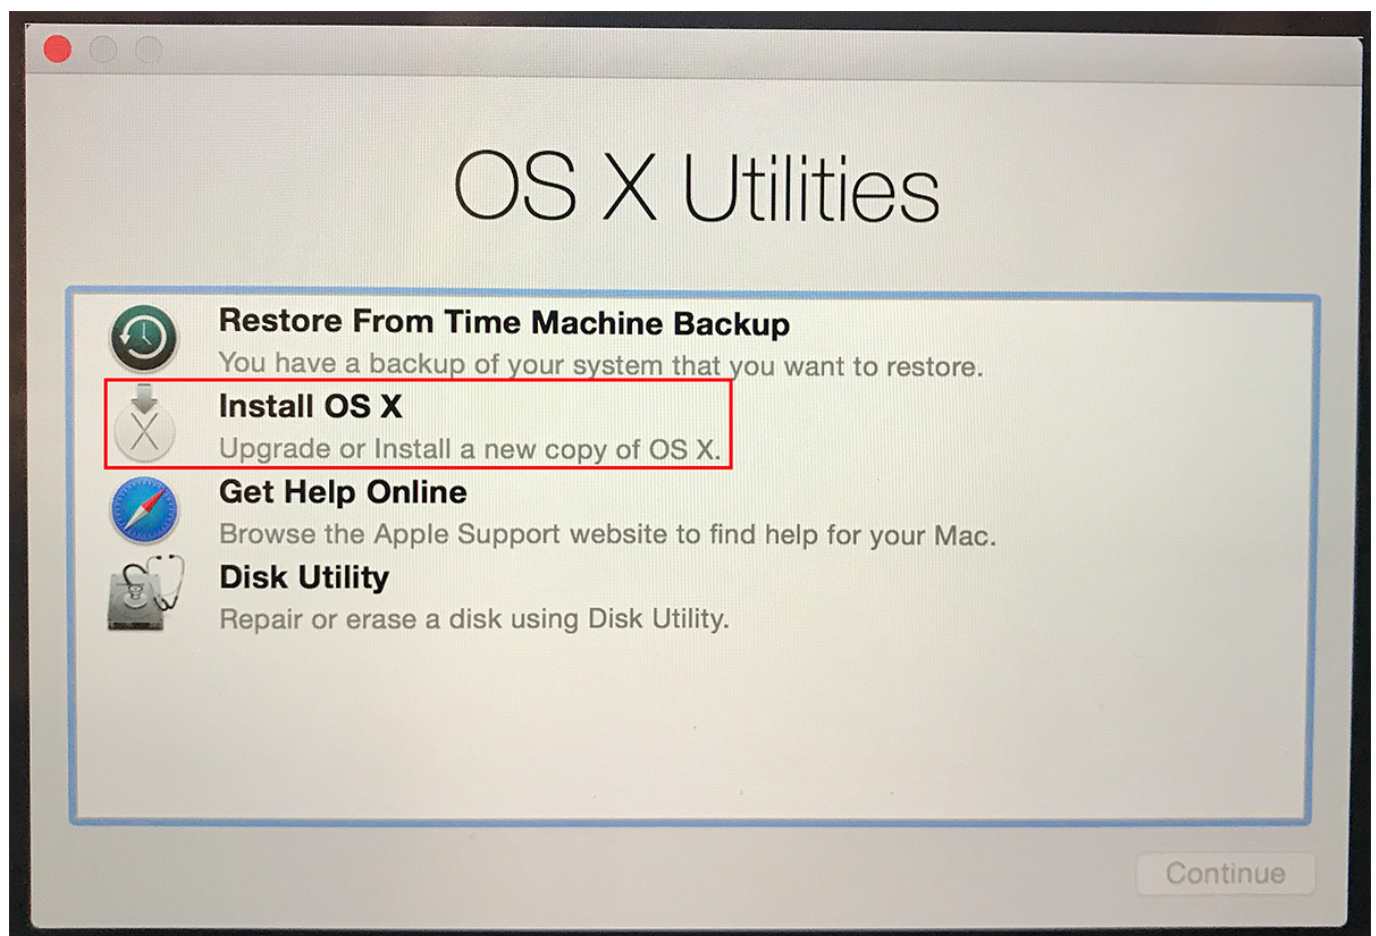 OS X Utilities
Restore From Time Machine Backup
You have a backup of your system that you want to restore.
Install OS X
Upgrade or Install a new copy of OS X.
Get Help Online
Browse the Apple Support website to find help for your Mac.
Disk Utility
Repair or erase a disk using Disk Utility.
Continue